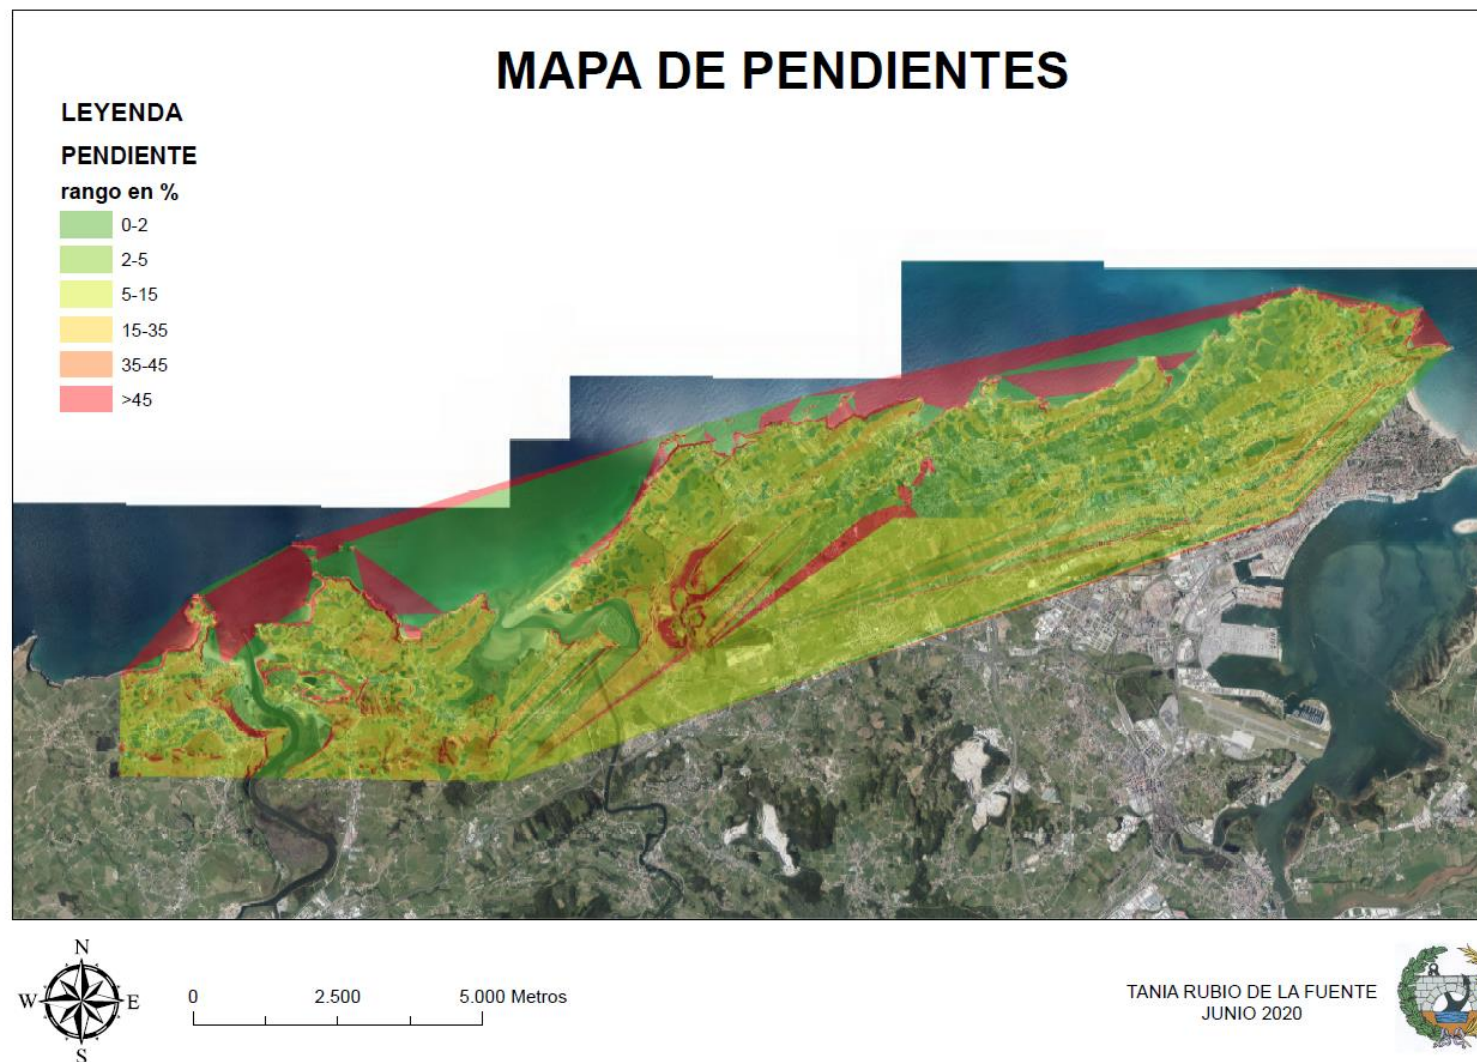 MAPA DE PENDIENTES
LEYENDA
PENDIENTE
rango en %
0-2
2-5
5-15
15-35
35-45
>45
N
W
E
S
0
2.500
5.000 Metros
TANIA RUBIO DE LA FUENTE
JUNIO 2020